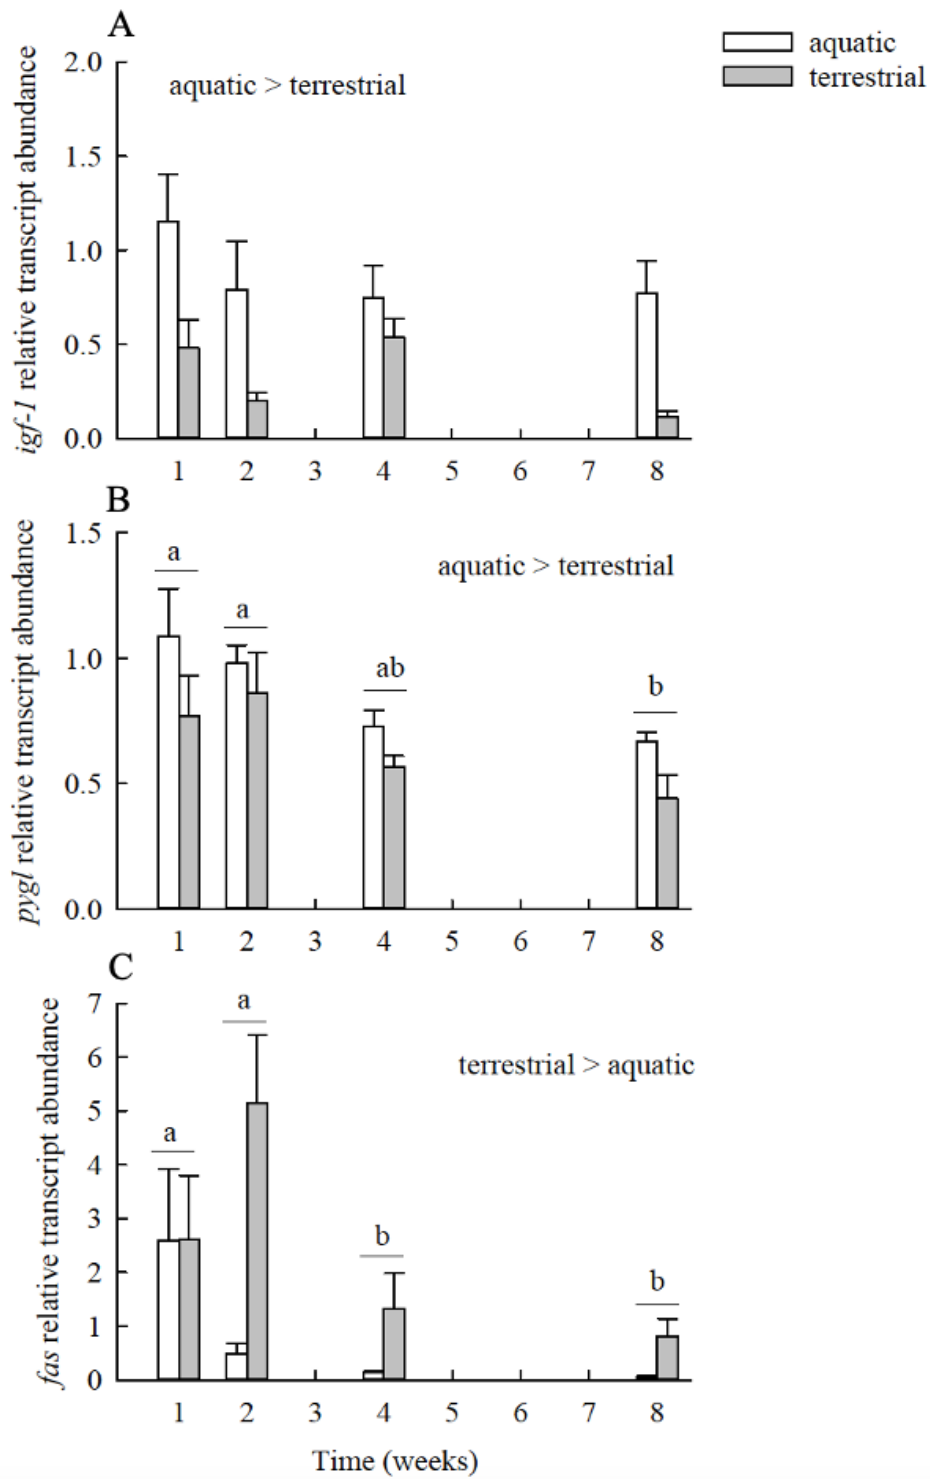 A
aquatic
terrestrial
aquatic > terrestrial
igf-1 relative transcript abundance
2.0
1.5
1.0
0.5
0.0
1 2 3 4 5 6 7 8
B
aquatic > terrestrial
pygl relative transcript abundance
1.5
1.0
0.5
0.0
a
a
ab
b
1 2 3 4 5 6 7 8
C
terrestrial > aquatic
fas relative transcript abundance
7
6
5
4
3
2
1
0
a
a
b
b
1 2 3 4 5 6 7 8
Time (weeks)